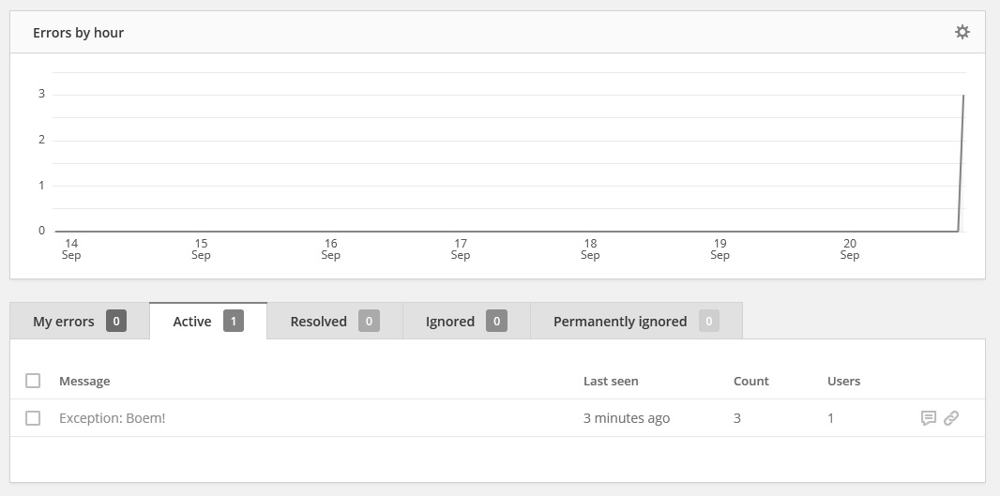 Errors by hour
3
2
1
0
14 15 16 17 18 19 20
Sep Sep Sep Sep Sep Sep Sep
My errors 0 Active 1 Resolved 0 Ignored 0 Permanently ignored 0
Message Last seen Count Users
Exception: Boem! 3 minutes ago 3 1